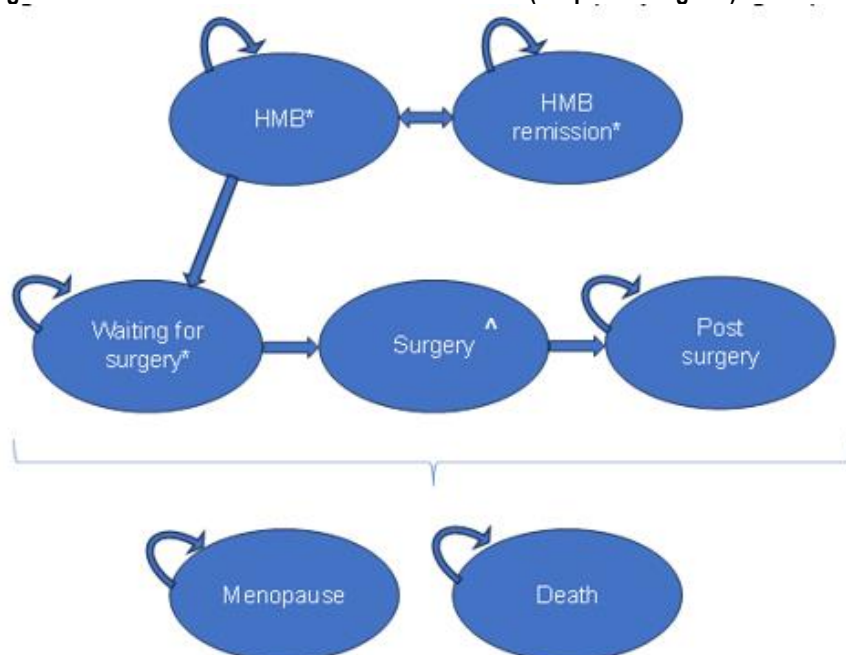 HMB*
HMB
remission*
Waiting for
surgery*
Surgery ^
Post
surgery
Menopause
Death